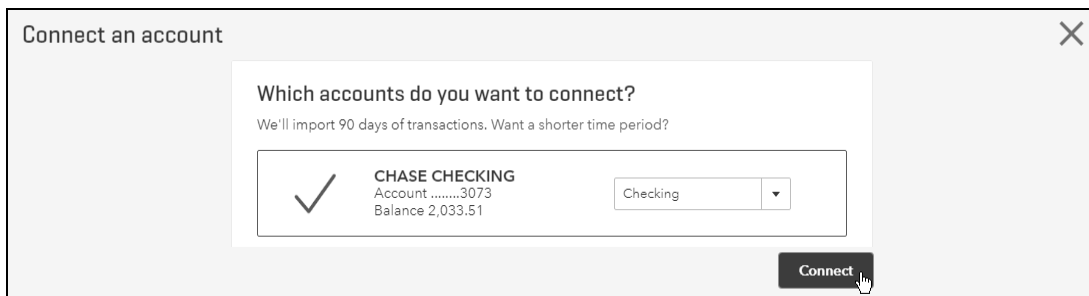 Connect an account
Which accounts do you want to connect?
We'll import 90 days of transactions. Want a shorter time period?
CHASE CHECKING
Account ........3073
Checking
Balance 2,033.51
Connect